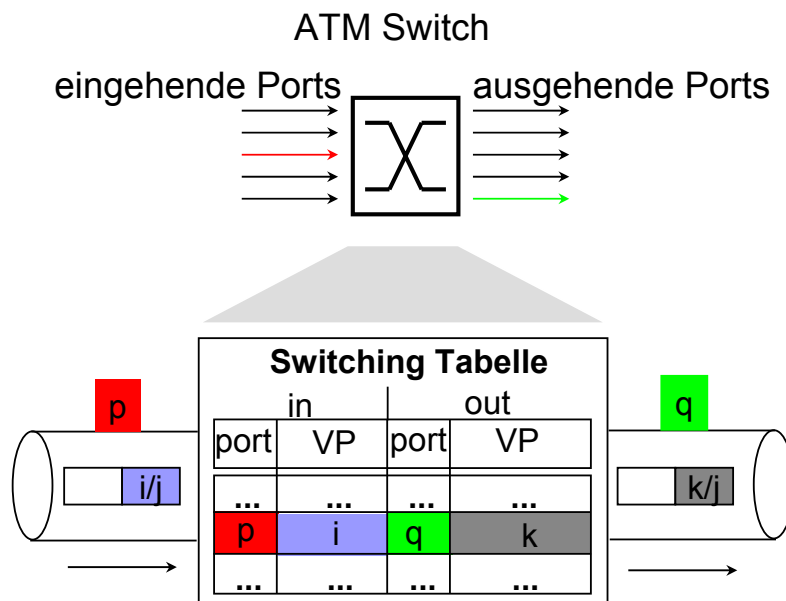 ATM Switch
eingehende Ports ausgehende Ports
Switching Tabelle
in out
port VP port VP
... ... ... ...
p i q k
... ... ... ...
p
i/j
q
k/j